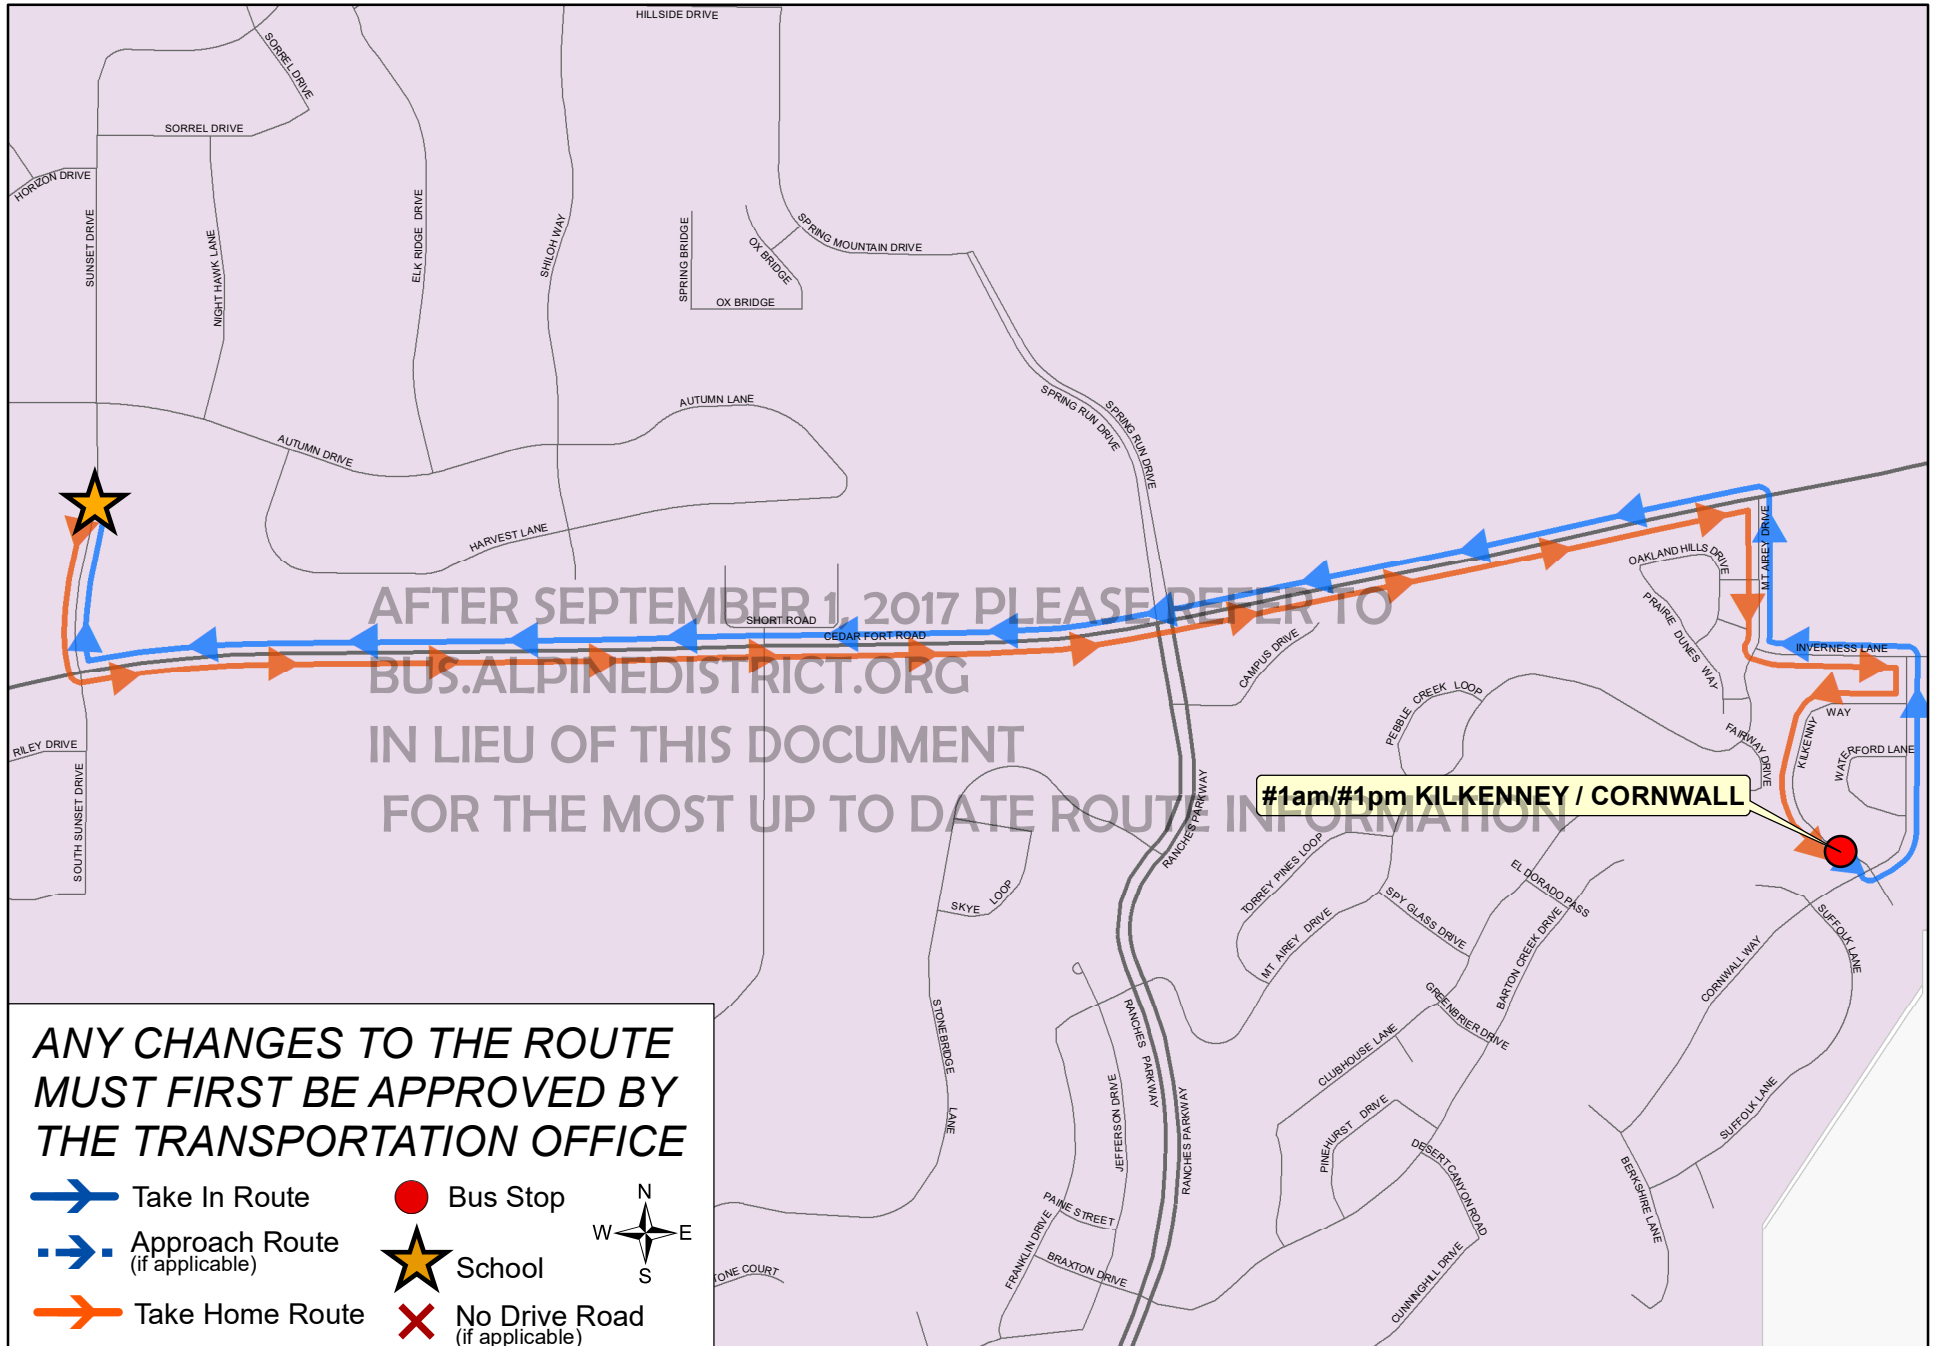 HILLSIDE DRIVE
SORREL DRIVE
SORREL DRIVE
HORIZON DRIVE
SUNSET DRIVE
NIGHT HAWK LANE
ELK RIDGE DRIVE
SHILOH WAY
SPRING BRIDGE
OX BRIDGE
OX BRIDGE
SPRING MOUNTAIN DRIVE
SPRING RUN DRIVE
SPRING RUN DRIVE
AUTUMN LANE
AUTUMN DRIVE
HARVEST LANE
AFTER SEPTEMBER 1, 2017 PLEASE REFER TO
SHORT ROAD
CEDAR FORT ROAD
BUS.ALPINEDISTRICT.ORG
IN LIEU OF THIS DOCUMENT
FOR THE MOST UP TO DATE ROUTE INFORMATION
CAMPUS DRIVE
OAKLAND HILLS DRIVE
MT AIREY DRIVE
PRAIRIE DUNES WAY
INVERNESS LANE
PEBBLE CREEK LOOP
FAIRWAY DRIVE
KILKENNY WAY
WATERFORD LANE
RILEY DRIVE
SOUTH SUNSET DRIVE
#1am/#1pm KILKENNEY / CORNWALL
RANCHES PARKWAY
TORREY PINES LOOP
EL DORADO PASS
SKYE LOOP
SPY GLASS DRIVE
MT AIREY DRIVE
BARTON CREEK DRIVE
SUFFOLK LANE
CORNWALL WAY
GREENBRIER DRIVE
STONEBRIDGE LANE
RANCHES PARKWAY
CLUBHOUSE LANE
JEFFERSON DRIVE
RANCHES PARKWAY
PINEHURST DRIVE
SUFFOLK LANE
DESERT CANYON ROAD
BERKSHIRE LANE
PAINE STREET
FRANKLIN DRIVE
BRAXTON DRIVE
CUNNINGHILL DRIVE
TONE COURT
ANY CHANGES TO THE ROUTE
MUST FIRST BE APPROVED BY
THE TRANSPORTATION OFFICE
Take In Route
Bus Stop
Approach Route
(if applicable)
School
Take Home Route
No Drive Road
(if applicable)
N
W E
S